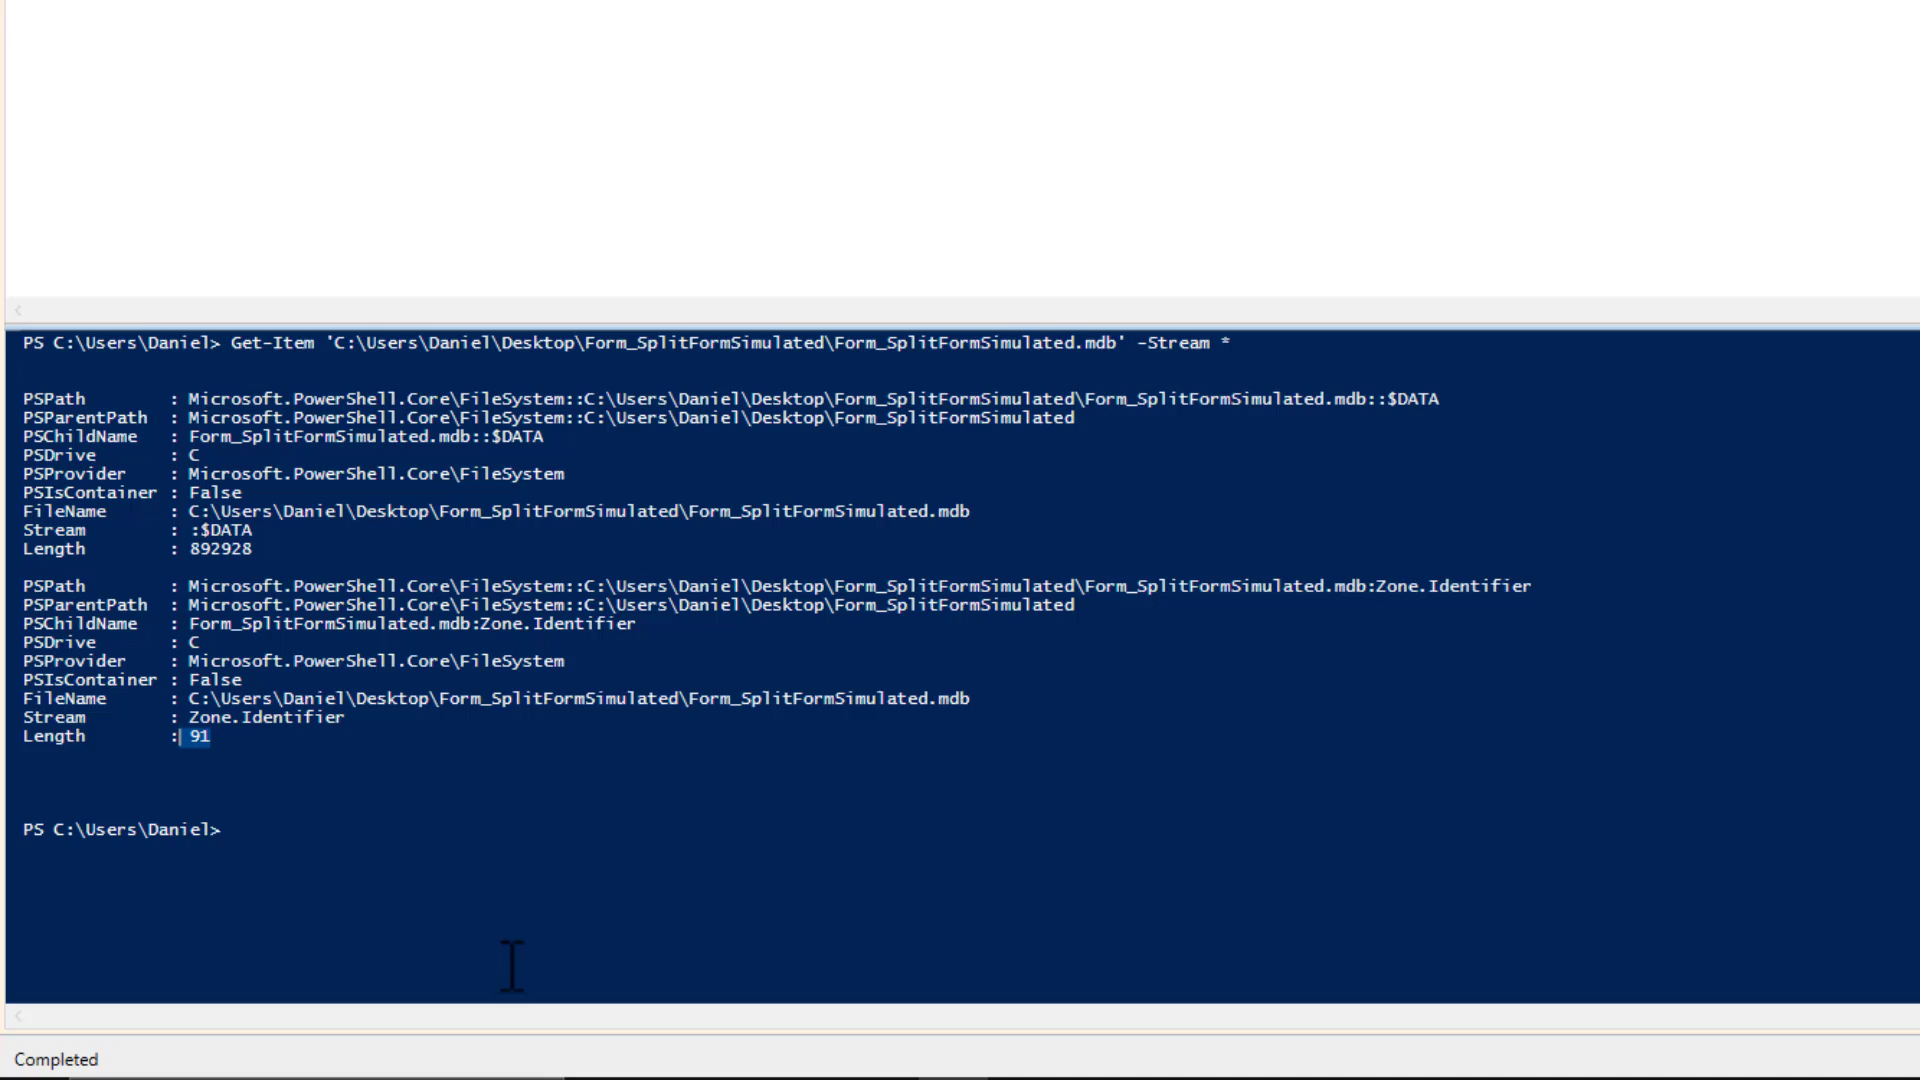 PS C:\Users\Daniel> Get-Item 'C:\Users\Daniel\Desktop\Form_SplitFormSimulated\Form_SplitFormSimulated.mdb' -Stream *
PSPath : Microsoft.PowerShell.Core\FileSystem::C:\Users\Daniel\Desktop\Form_SplitFormSimulated\Form_SplitFormSimulated.mdb::$DATA
PSParentPath : Microsoft.PowerShell.Core\FileSystem::C:\Users\Daniel\Desktop\Form_SplitFormSimulated
PSChildName : Form_SplitFormSimulated.mdb::$DATA
PSDrive : C
PSProvider : Microsoft.PowerShell.Core\FileSystem
PSIsContainer : False
FileName : C:\Users\Daniel\Desktop\Form_SplitFormSimulated\Form_SplitFormSimulated.mdb
Stream : :$DATA
Length : 892928
PSPath : Microsoft.PowerShell.Core\FileSystem::C:\Users\Daniel\Desktop\Form_SplitFormSimulated\Form_SplitFormSimulated.mdb:Zone.Identifier
PSParentPath : Microsoft.PowerShell.Core\FileSystem::C:\Users\Daniel\Desktop\Form_SplitFormSimulated
PSChildName : Form_SplitFormSimulated.mdb:Zone.Identifier
PSDrive : C
PSProvider : Microsoft.PowerShell.Core\FileSystem
PSIsContainer : False
FileName : C:\Users\Daniel\Desktop\Form_SplitFormSimulated\Form_SplitFormSimulated.mdb
Stream : Zone.Identifier
Length : 91
PS C:\Users\Daniel>
Completed